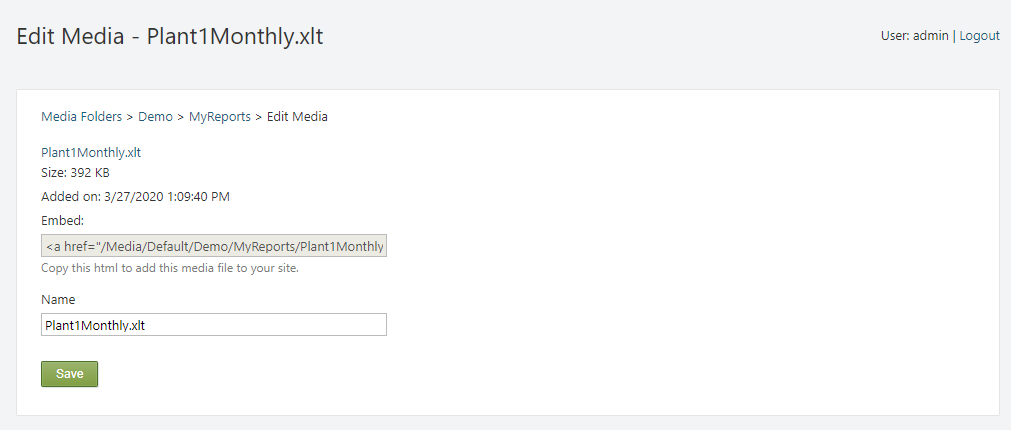 Edit Media - Plant1Monthly.xlt
User: admin | Logout
Media Folders > Demo > MyReports > Edit Media
Plant1Monthly.xlt
Size: 392 KB
Added on: 3/27/2020 1:09:40 PM
Embed:
<a href="/Media/Default/Demo/MyReports/Plant1Monthly
Copy this html to add this media file to your site.
Name
Plant1Monthly.xlt
Save